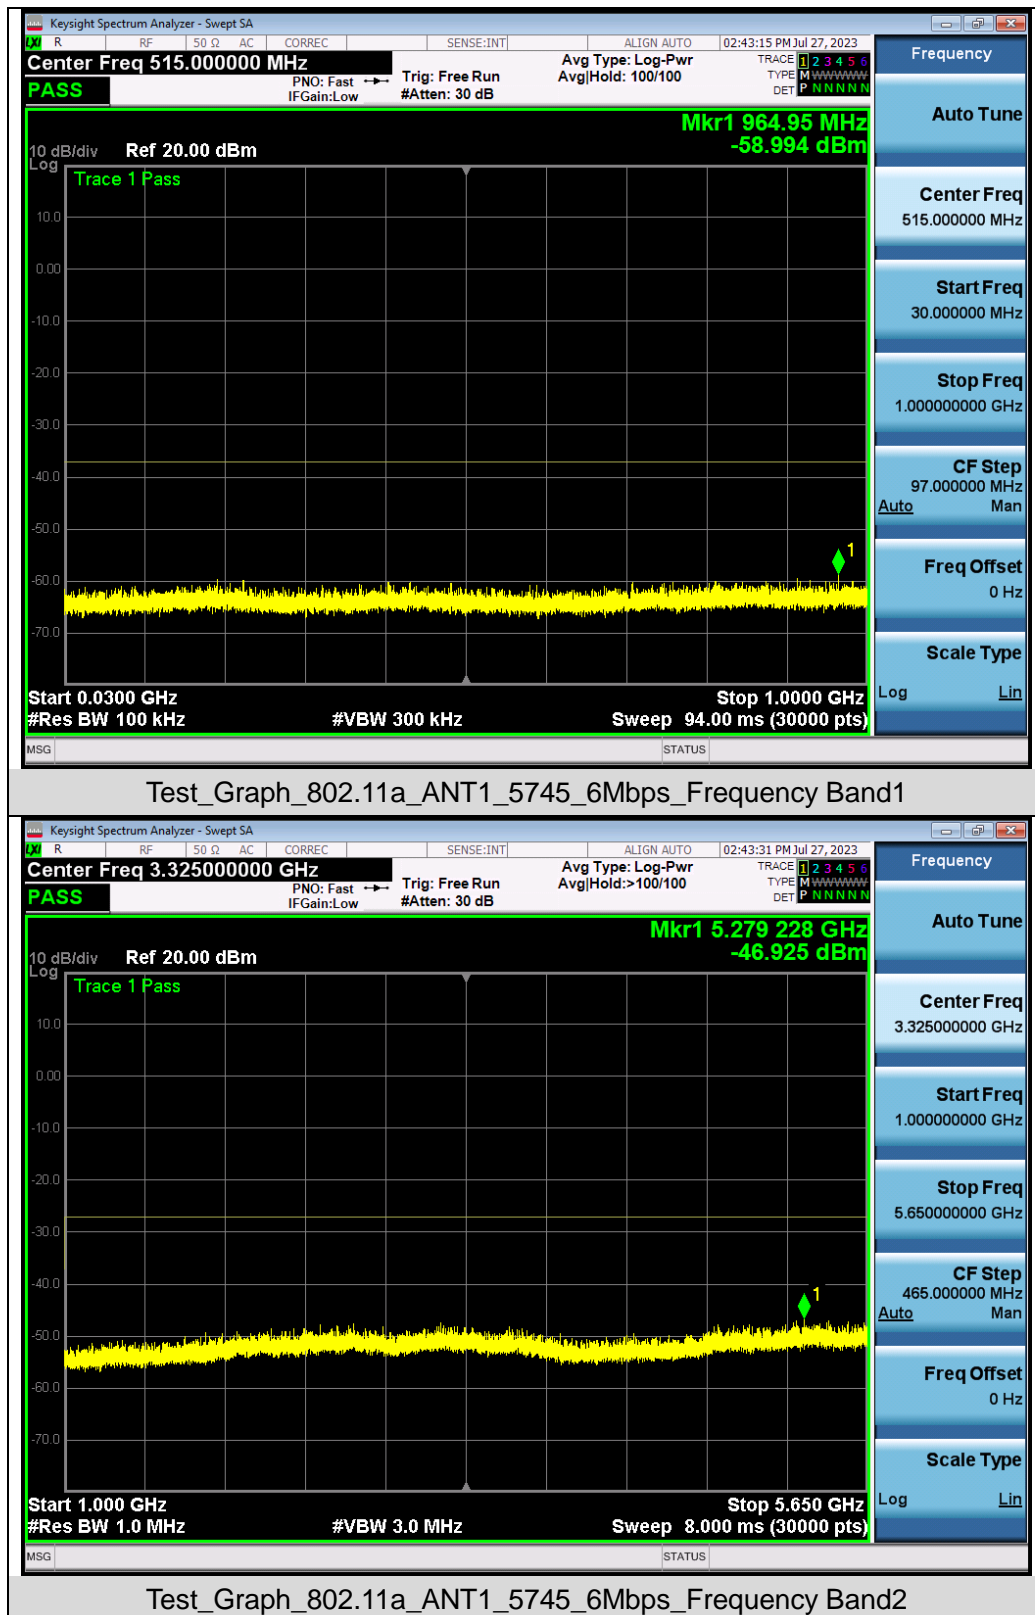 Keysight Spectrum Analyzer - Swept SA
LXI R RF 50 Ω AC CORREC SENSE:INT ALIGN AUTO 02:43:15 PM Jul 27, 2023
Center Freq 515.000000 MHz
PASS
PNO: Fast
IFGain:Low
Trig: Free Run
#Atten: 30 dB
Avg Type: Log-Pwr
Avg|Hold: 100/100
TRACE 1 2 3 4 5 6
TYPE M WWWWW
DET P N N N N N
Mkr1 964.95 MHz
-58.994 dBm
10 dB/div Ref 20.00 dBm
Log
Trace 1 Pass
10.0
0.00
-10.0
-20.0
-30.0
-40.0
-50.0
-60.0
-70.0
1
Start 0.0300 GHz Stop 1.0000 GHz
#Res BW 100 kHz #VBW 300 kHz Sweep 94.00 ms (30000 pts)
MSG STATUS
Frequency
Auto Tune
Center Freq
515.000000 MHz
Start Freq
30.000000 MHz
Stop Freq
1.000000000 GHz
CF Step
97.000000 MHz
Auto Man
Freq Offset
0 Hz
Scale Type
Log Lin
Test_Graph_802.11a_ANT1_5745_6Mbps_Frequency Band1
Keysight Spectrum Analyzer - Swept SA
LXI R RF 50 Ω AC CORREC SENSE:INT ALIGN AUTO 02:43:31 PM Jul 27, 2023
Center Freq 3.325000000 GHz
PASS
PNO: Fast
IFGain:Low
Trig: Free Run
#Atten: 30 dB
Avg Type: Log-Pwr
Avg|Hold:>100/100
TRACE 1 2 3 4 5 6
TYPE M WWWWW
DET P N N N N N
Mkr1 5.279 228 GHz
-46.925 dBm
10 dB/div Ref 20.00 dBm
Log
Trace 1 Pass
10.0
0.00
-10.0
-20.0
-30.0
-40.0
-50.0
-60.0
-70.0
1
Start 1.000 GHz Stop 5.650 GHz
#Res BW 1.0 MHz #VBW 3.0 MHz Sweep 8.000 ms (30000 pts)
MSG STATUS
Frequency
Auto Tune
Center Freq
3.325000000 GHz
Start Freq
1.000000000 GHz
Stop Freq
5.650000000 GHz
CF Step
465.000000 MHz
Auto Man
Freq Offset
0 Hz
Scale Type
Log Lin
Test_Graph_802.11a_ANT1_5745_6Mbps_Frequency Band2